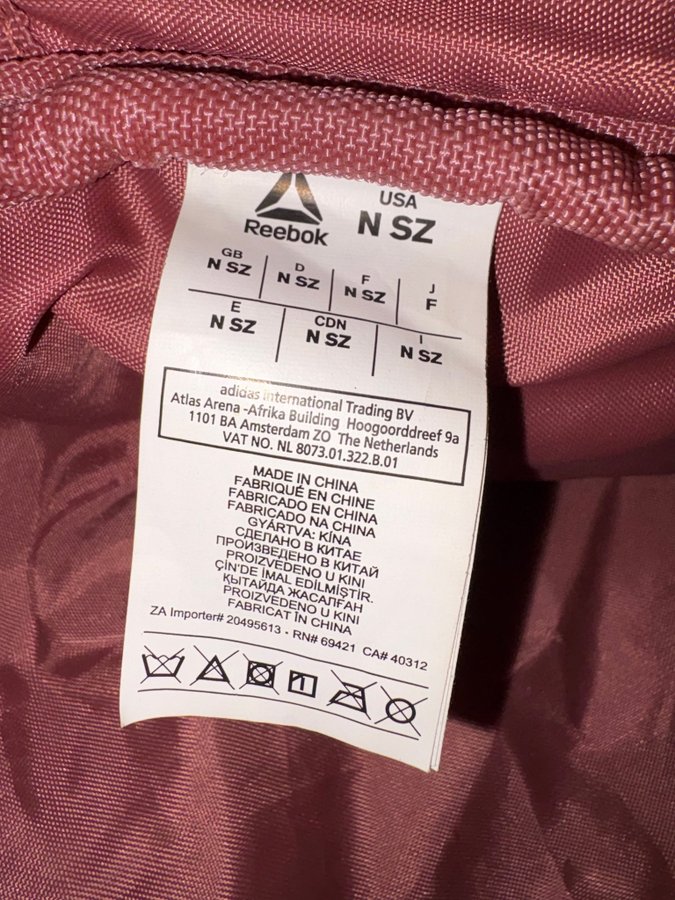 Reebok
USA
N SZ
GB
N SZ
D
N SZ
F
N SZ
J
F
E
N SZ
CDN
N SZ
I
N SZ
adidas International Trading BV
Atlas Arena -Afrika Building Hoogoorddreef 9a
1101 BA Amsterdam ZO The Netherlands
VAT NO. NL 8073.01.322.B.01
MADE IN CHINA
FABRIQUÉ EN CHINE
FABRICADO EN CHINA
FABRICADO NA CHINA
GYÁRTVA: KÍNA
СДЕЛАНО В КИТАЕ
ПРОИЗВЕДЕНО В КИТАЙ
PROIZVEDENO U KINI
ÇİN'DE İMAL EDİLMİŞTİR.
ҚЫТАЙДА ЖАСАЛҒАН
PROIZVEDENO U KINI
FABRICAT ÎN CHINA
ZA Importer# 20495613 - RN# 69421 CA# 40312